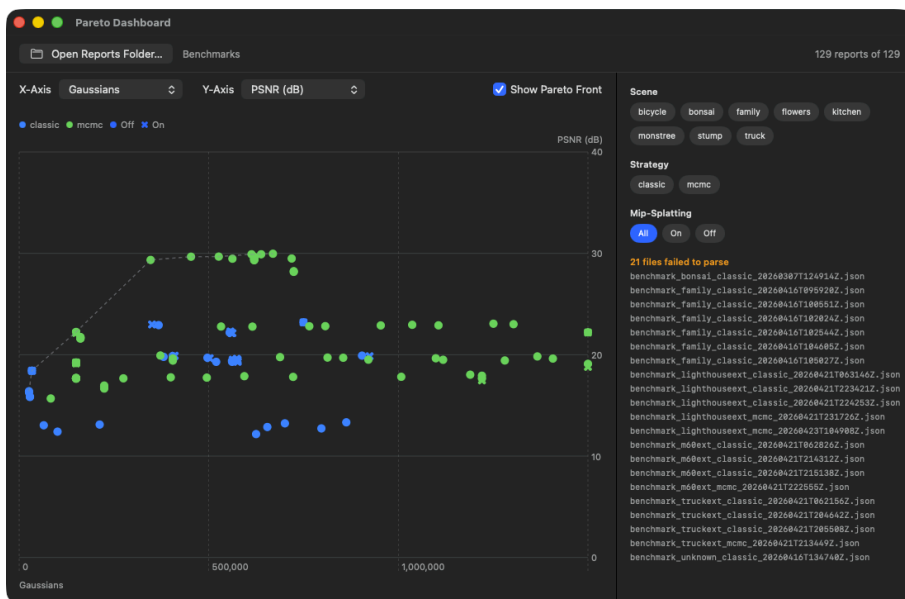 Pareto Dashboard
Open Reports Folder... Benchmarks 129 reports of 129
X-Axis Gaussians Y-Axis PSNR (dB) Show Pareto Front
classic mcmc Off On
PSNR (dB)
40
30
20
10
0
0 500,000 1,000,000
Gaussians
Scene
bicycle bonsai family flowers kitchen
monstree stump truck
Strategy
classic mcmc
Mip-Splatting
All On Off
21 files failed to parse
benchmark_bonsai_classic_20260307T124914Z.json
benchmark_family_classic_20260416T095920Z.json
benchmark_family_classic_20260416T100551Z.json
benchmark_family_classic_20260416T102024Z.json
benchmark_family_classic_20260416T102544Z.json
benchmark_family_classic_20260416T104605Z.json
benchmark_family_classic_20260416T105027Z.json
benchmark_lighthouseext_classic_20260421T063146Z.json
benchmark_lighthouseext_classic_20260421T223421Z.json
benchmark_lighthouseext_classic_20260421T224253Z.json
benchmark_lighthouseext_mcmc_20260421T231726Z.json
benchmark_lighthouseext_mcmc_20260423T104908Z.json
benchmark_m60ext_classic_20260421T062826Z.json
benchmark_m60ext_classic_20260421T214312Z.json
benchmark_m60ext_classic_20260421T215138Z.json
benchmark_m60ext_mcmc_20260421T222555Z.json
benchmark_truckext_classic_20260421T062156Z.json
benchmark_truckext_classic_20260421T204642Z.json
benchmark_truckext_classic_20260421T205508Z.json
benchmark_truckext_mcmc_20260421T213449Z.json
benchmark_unknown_classic_20260416T134740Z.json